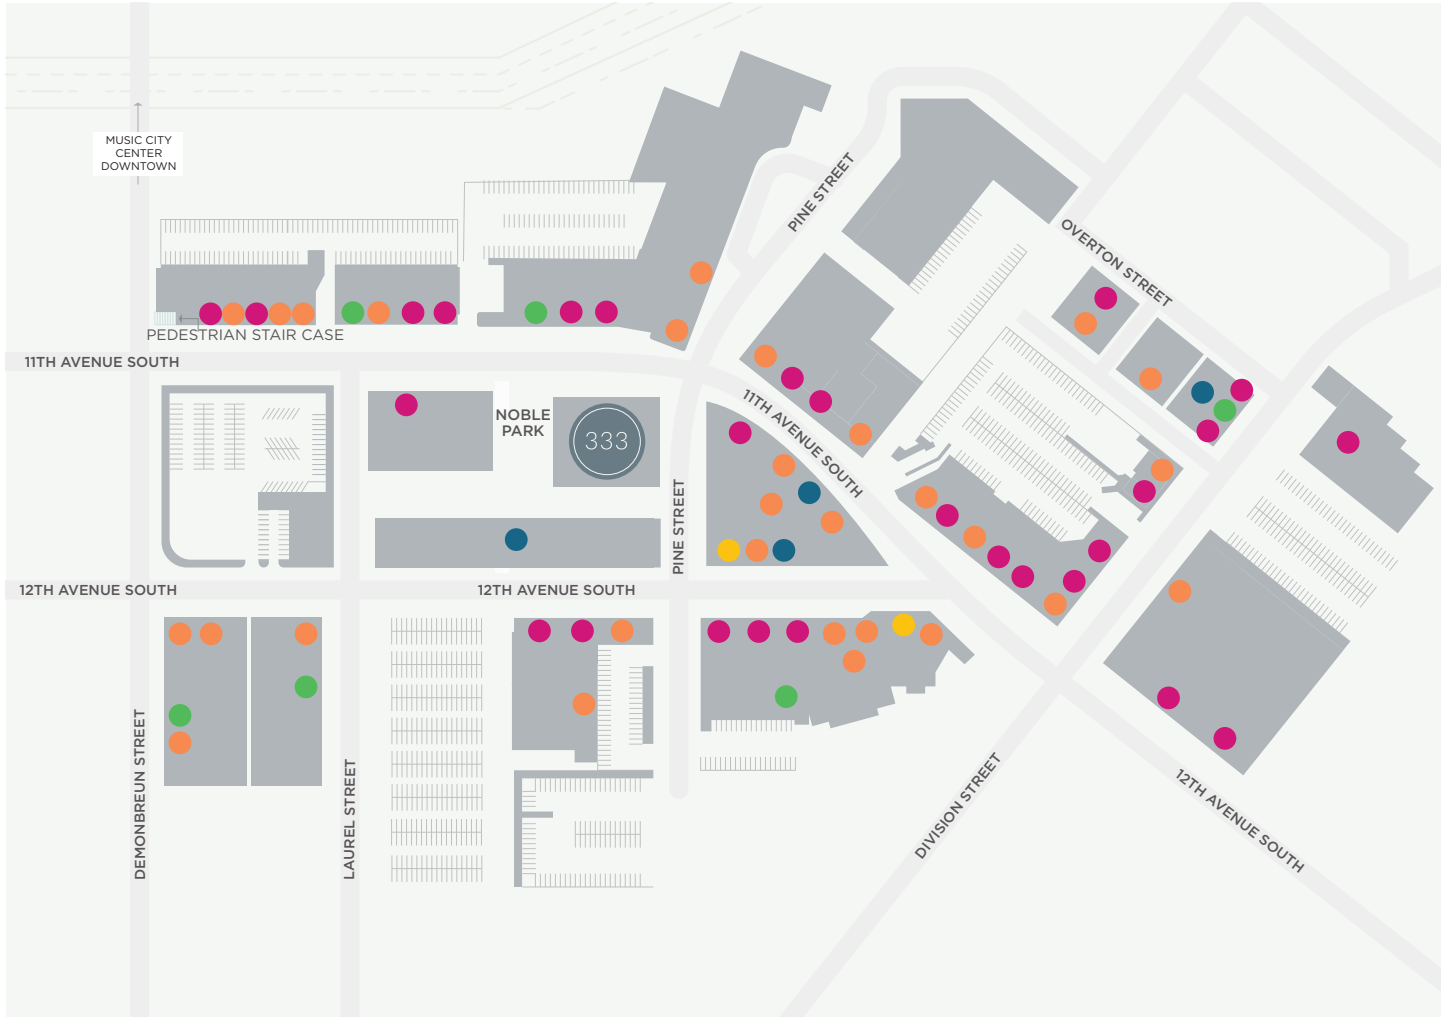 MUSIC CITY
CENTER
DOWNTOWN
PINE STREET
OVERTON STREET
PEDESTRIAN STAIR CASE
11TH AVENUE SOUTH
11TH AVENUE SOUTH
NOBLE
PARK
333
PINE STREET
12TH AVENUE SOUTH
12TH AVENUE SOUTH
DEMONBREUN STREET
LAUREL STREET
DIVISION STREET
12TH AVENUE SOUTH